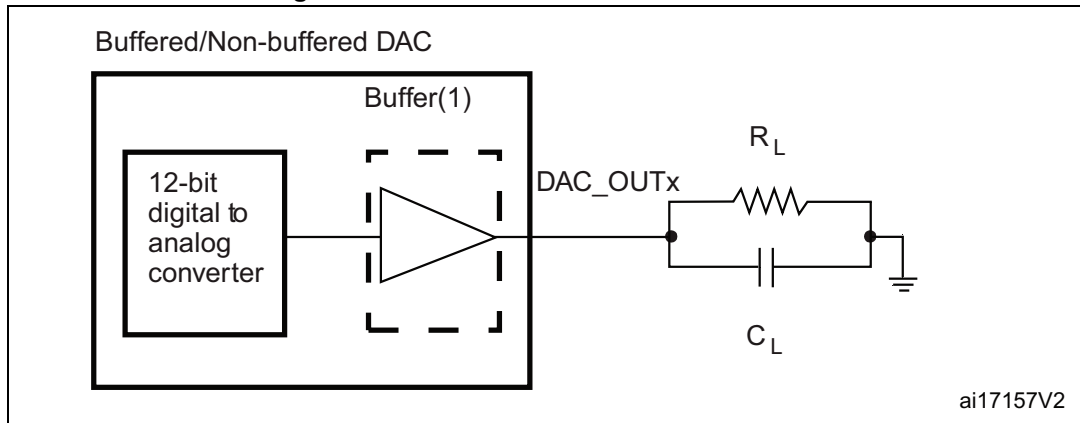 Buffered/Non-buffered DAC
Buffer(1)
12-bit
digital to
analog
converter
DAC_OUTx
R L
C L
ai17157V2